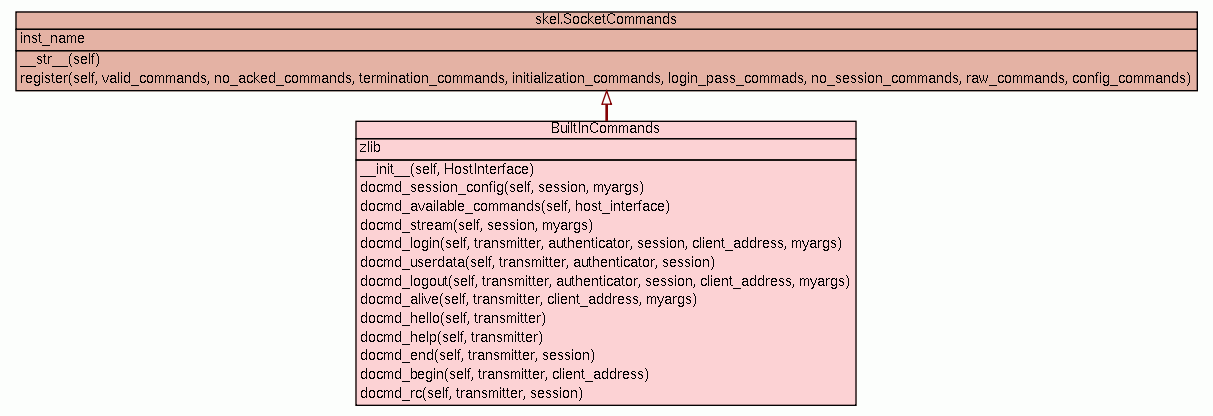 skel.SocketCommands
inst_name
__str__(self)
register(self, valid_commands, no_acked_commands, termination_commands, initialization_commands, login_pass_commads, no_session_commands, raw_commands, config_commands)
BuiltInCommands
zlib
__init__(self, HostInterface)
docmd_session_config(self, session, myargs)
docmd_available_commands(self, host_interface)
docmd_stream(self, session, myargs)
docmd_login(self, transmitter, authenticator, session, client_address, myargs)
docmd_userdata(self, transmitter, authenticator, session)
docmd_logout(self, transmitter, authenticator, session, client_address, myargs)
docmd_alive(self, transmitter, client_address, myargs)
docmd_hello(self, transmitter)
docmd_help(self, transmitter)
docmd_end(self, transmitter, session)
docmd_begin(self, transmitter, client_address)
docmd_rc(self, transmitter, session)